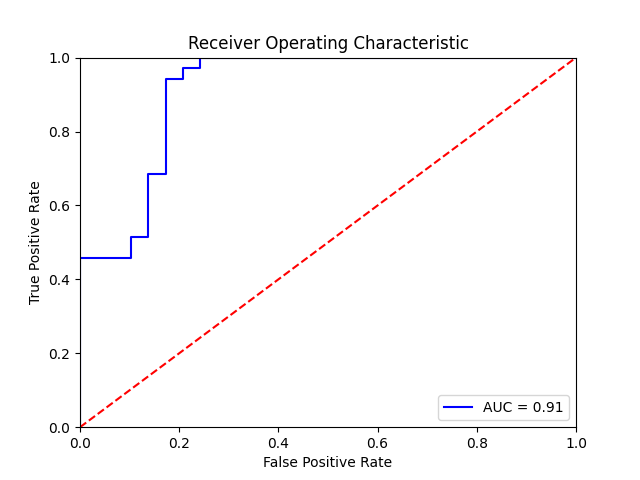 Receiver Operating Characteristic
1.0
0.8
0.6
0.4
0.2
0.0
True Positive Rate
AUC = 0.91
0.0 0.2 0.4 0.6 0.8 1.0
False Positive Rate